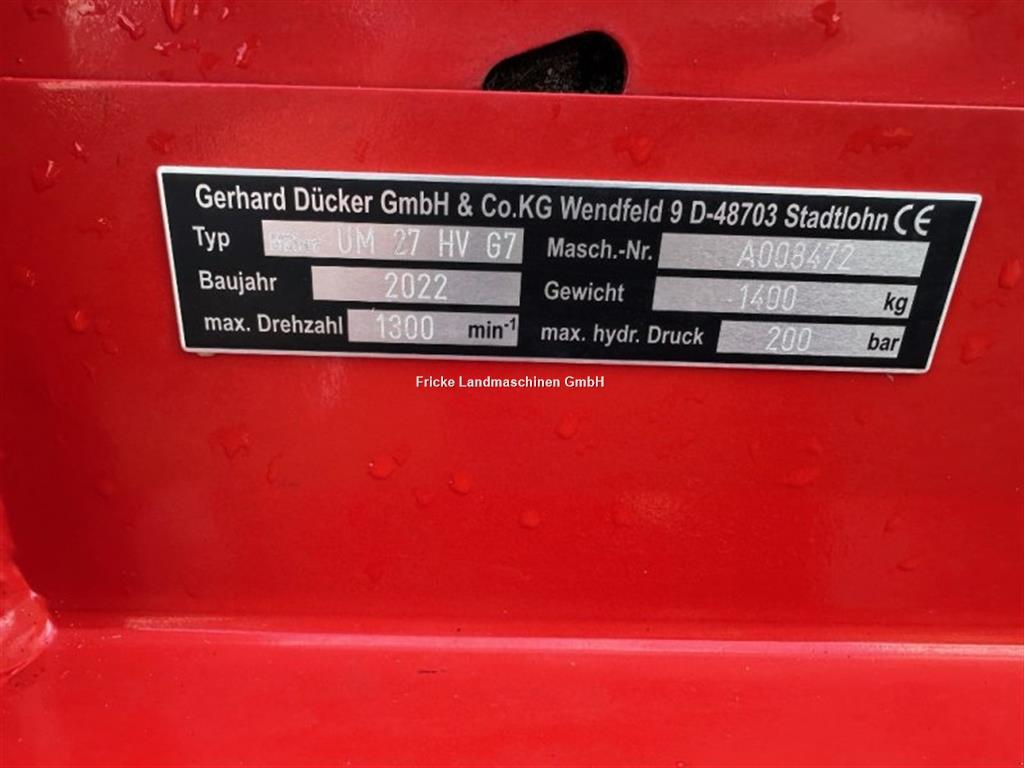 Gerhard Dücker GmbH & Co.KG Wendfeld 9 D-48703 Stadtlohn CE
Typ UM 27 HV G7 Masch.-Nr. A008472
Baujahr 2022 Gewicht 1400 kg
max. Drehzahl 1300 min-1 max. hydr. Druck 200 bar
Fricke Landmaschinen GmbH